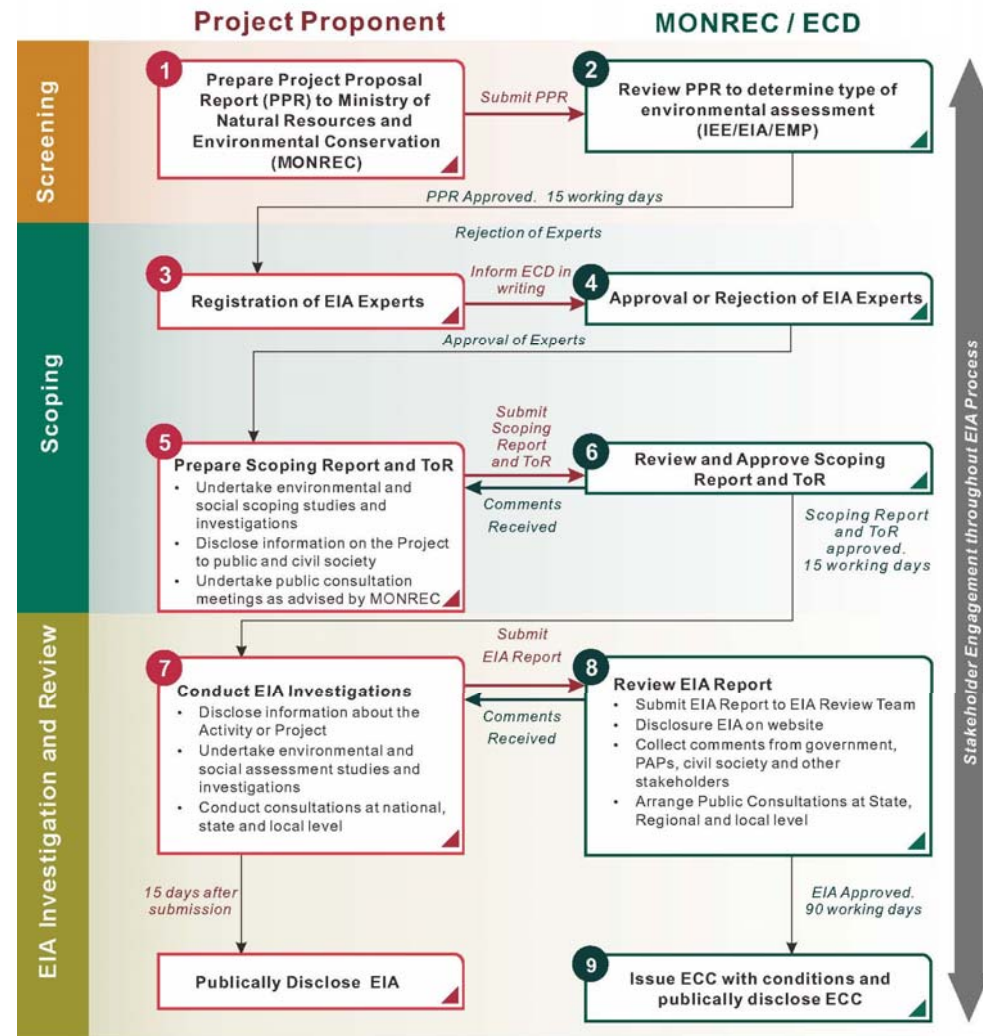 Project Proponent
MONREC / ECD
Screening
1
Prepare Project Proposal
Report (PPR) to Ministry of
Natural Resources and
Environmental Conservation
(MONREC)
Submit PPR
2
Review PPR to determine type of
environmental assessment
(IEE/EIA/EMP)
PPR Approved. 15 working days
Scoping
Rejection of Experts
3
Registration of EIA Experts
Inform ECD in
writing
4
Approval or Rejection of EIA Experts
Approval of Experts
5
Prepare Scoping Report and ToR
• Undertake environmental and
social scoping studies and
investigations
• Disclose information on the Project
to public and civil society
• Undertake public consultation
meetings as advised by MONREC
Submit
Scoping
Report
and ToR
Comments
Received
6
Review and Approve Scoping
Report and ToR
Scoping Report
and ToR
approved.
15 working days
EIA Investigation and Review
7
Conduct EIA Investigations
• Disclose information about the
Activity or Project
• Undertake environmental and
social assessment studies and
investigations
• Conduct consultations at national,
state and local level
Submit
EIA Report
Comments
Received
8
Review EIA Report
• Submit EIA Report to EIA Review Team
• Disclosure EIA on website
• Collect comments from government,
PAPs, civil society and other
stakeholders
• Arrange Public Consultations at State,
Regional and local level
15 days after
submission
EIA Approved.
90 working days
Publically Disclose EIA
9
Issue ECC with conditions and
publically disclose ECC
Stakeholder Engagement throughout EIA Process